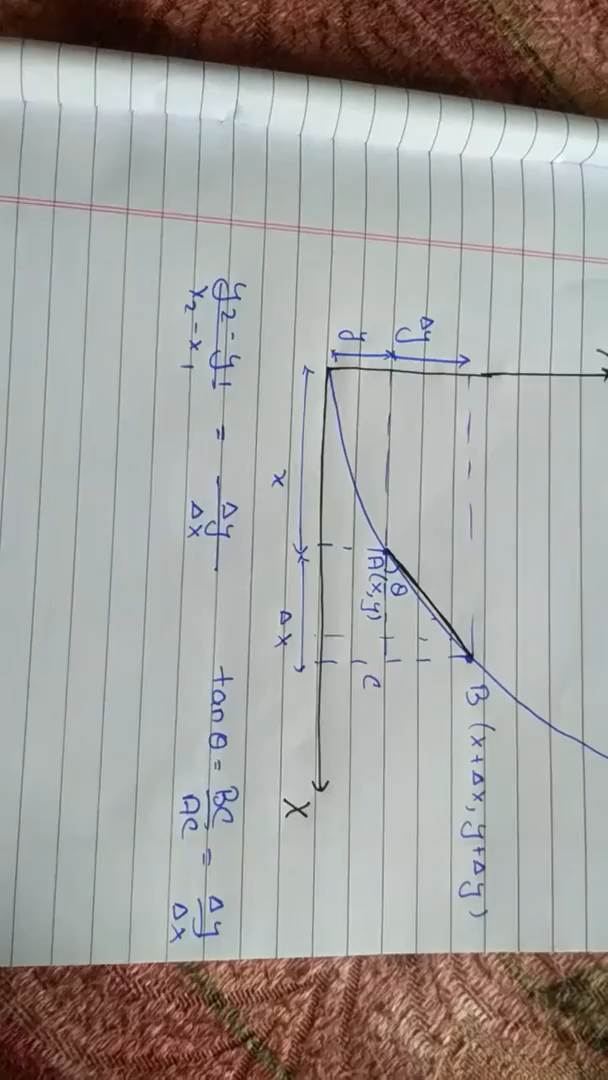 Δy
y
x
Δx
A(x,y)
θ
C
B (x+Δx, y+Δy)
X
y2 - y1 / x2 - x1 = Δy / Δx
tan θ = BC / AC = Δy / Δx